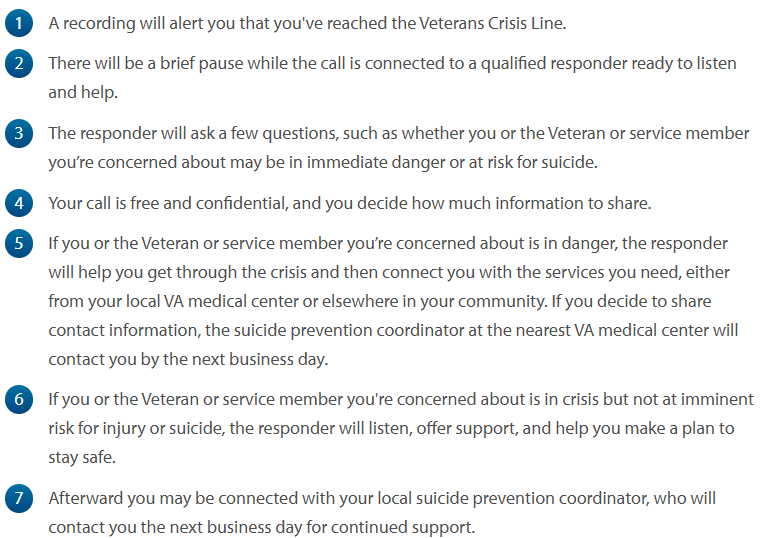 1 A recording will alert you that you've reached the Veterans Crisis Line.
2 There will be a brief pause while the call is connected to a qualified responder ready to listen
and help.
3 The responder will ask a few questions, such as whether you or the Veteran or service member
you’re concerned about may be in immediate danger or at risk for suicide.
4 Your call is free and confidential, and you decide how much information to share.
5 If you or the Veteran or service member you’re concerned about is in danger, the responder
will help you get through the crisis and then connect you with the services you need, either
from your local VA medical center or elsewhere in your community. If you decide to share
contact information, the suicide prevention coordinator at the nearest VA medical center will
contact you by the next business day.
6 If you or the Veteran or service member you're concerned about is in crisis but not at imminent
risk for injury or suicide, the responder will listen, offer support, and help you make a plan to
stay safe.
7 Afterward you may be connected with your local suicide prevention coordinator, who will
contact you the next business day for continued support.